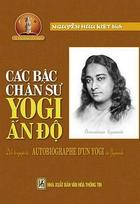 NGUYỄN HỮU KIỆT dịch
CÁC BẬC
CHÂN SƯ
YOGI
ẤN ĐỘ
AUTOBIOGRAPHIE D'UN YOGI
NHÀ XUẤT BẢN VĂN HÓA THÔNG TIN